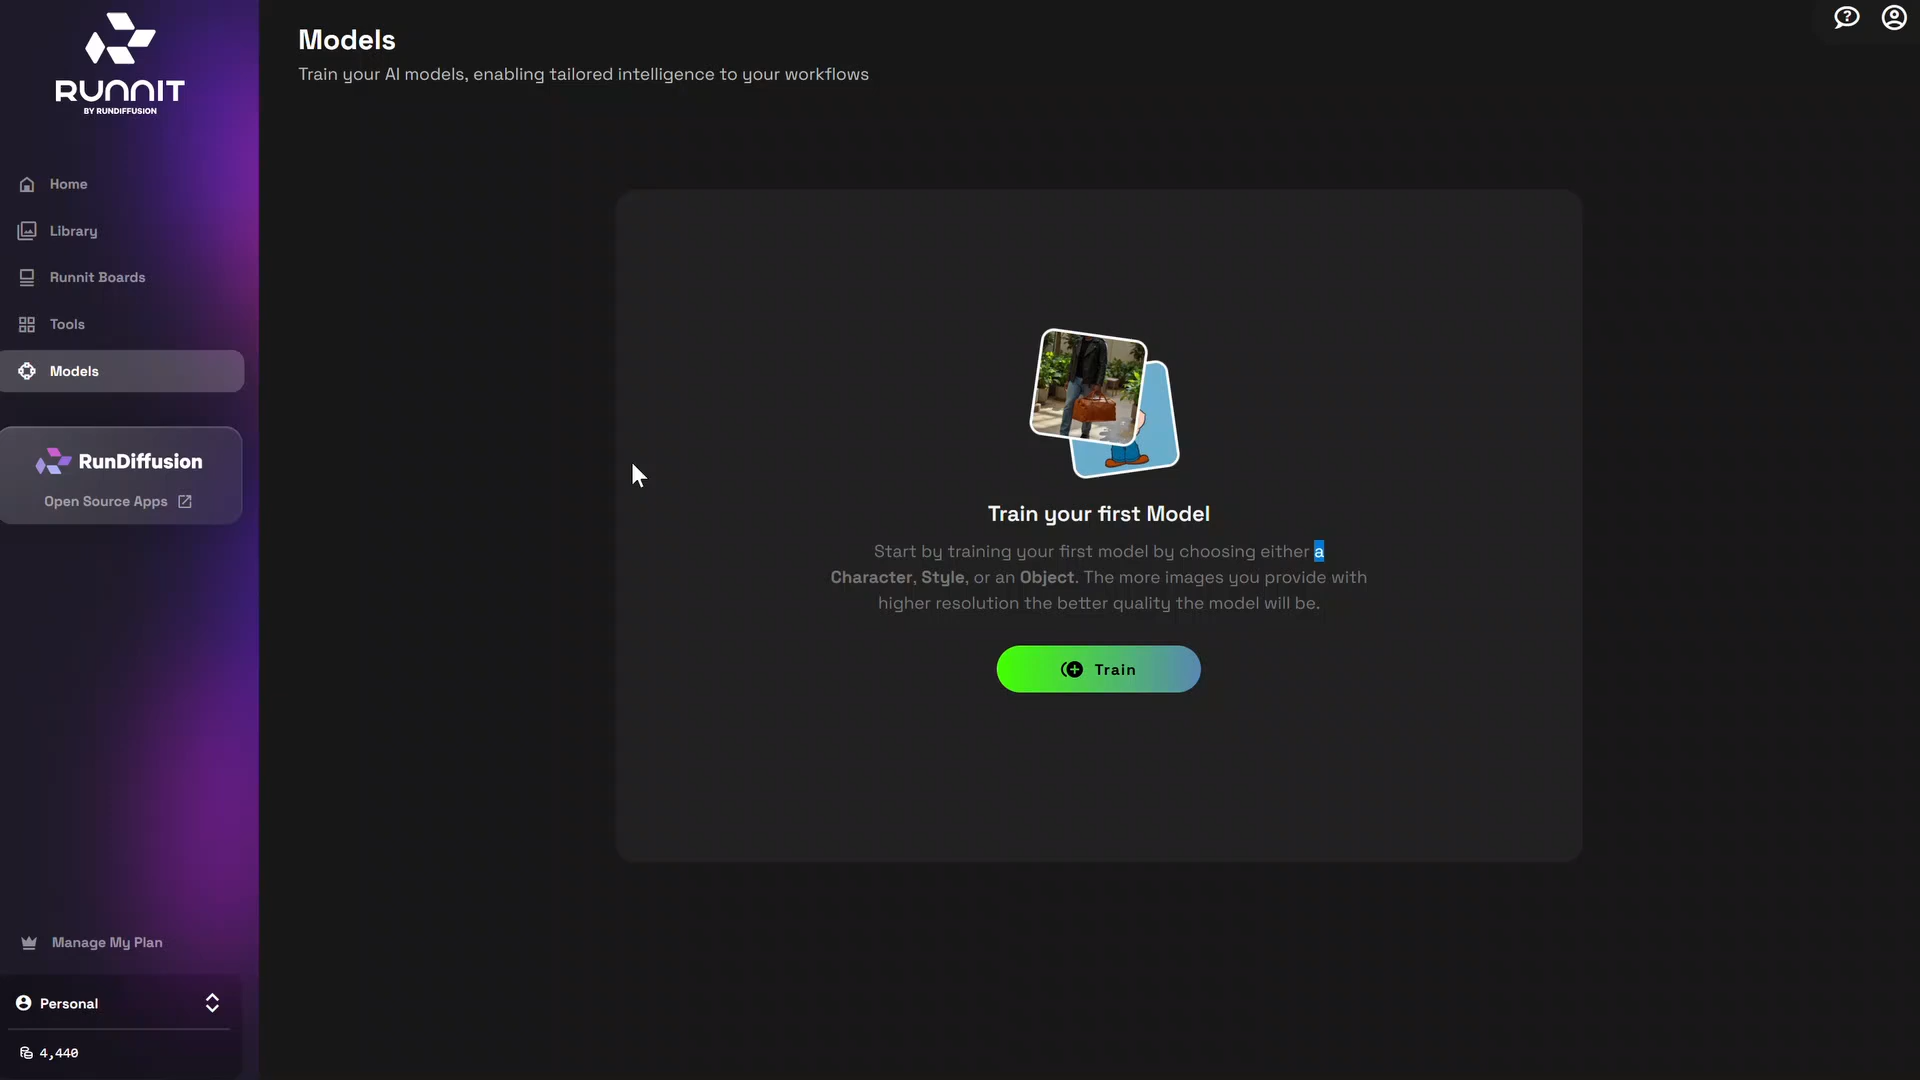 RUNNIT
BY RUNDIFFUSION
Home
Library
Runnit Boards
Tools
Models
RunDiffusion
Open Source Apps
Manage My Plan
Personal
4,440
Models
Train your AI models, enabling tailored intelligence to your workflows
Train your first Model
Start by training your first model by choosing either a
Character, Style, or an Object. The more images you provide with
higher resolution the better quality the model will be.
Train